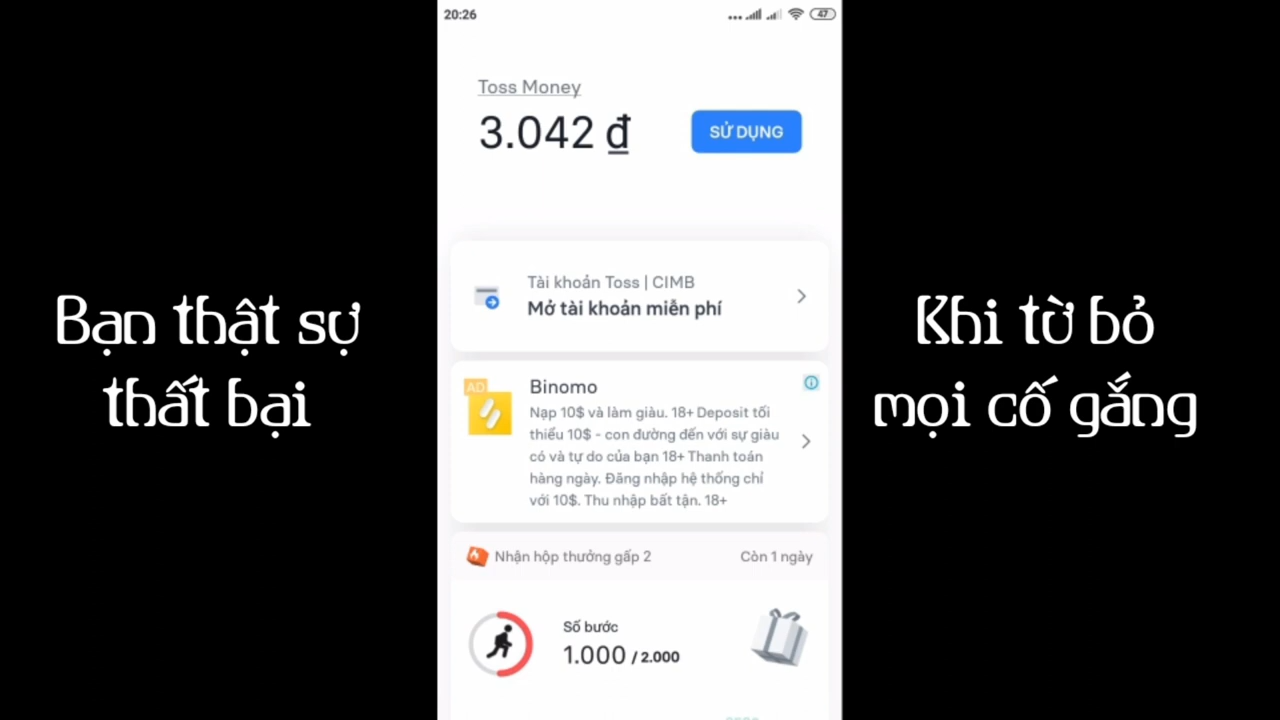 20:26
47
Toss Money
3.042 ₫
SỬ DỤNG
Tài khoản Toss | CIMB
Mở tài khoản miễn phí
AD
Binomo
Nạp 10$ và làm giàu. 18+ Deposit tối
thiểu 10$ - con đường đến với sự giàu
có và tự do của bạn 18+ Thanh toán
hàng ngày. Đăng nhập hệ thống chỉ
với 10$. Thu nhập bất tận. 18+
Nhận hộp thưởng gấp 2
Còn 1 ngày
Số bước
1.000 / 2.000
Bạn thật sự
thất bại
Khi từ bỏ
mọi cố gắng